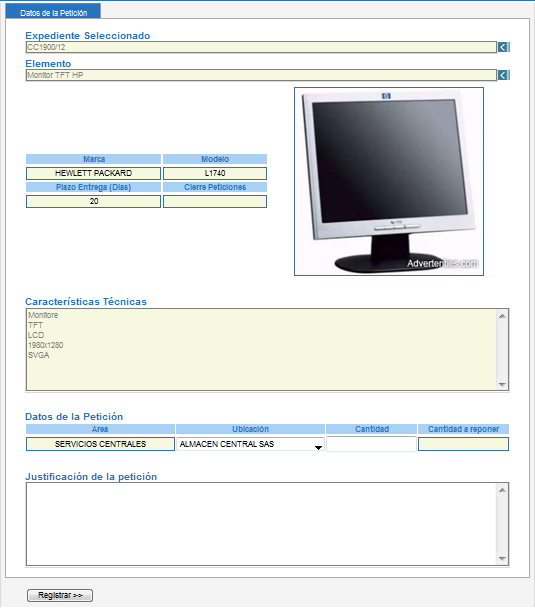 Datos de la Petición
Expediente Seleccionado
CC1900/12
Elemento
Monitor TFT HP
Marca Modelo
HEWLETT PACKARD L1740
Plazo Entrega (Dias) Cierre Peticiones
20
hp
Advertenties.com
Características Técnicas
Monitore
TFT
LCD
1980x1280
SVGA
Datos de la Petición
Area Ubicación Cantidad Cantidad a reponer
SERVICIOS CENTRALES ALMACEN CENTRAL SAS
Justificación de la petición
Registrar >>